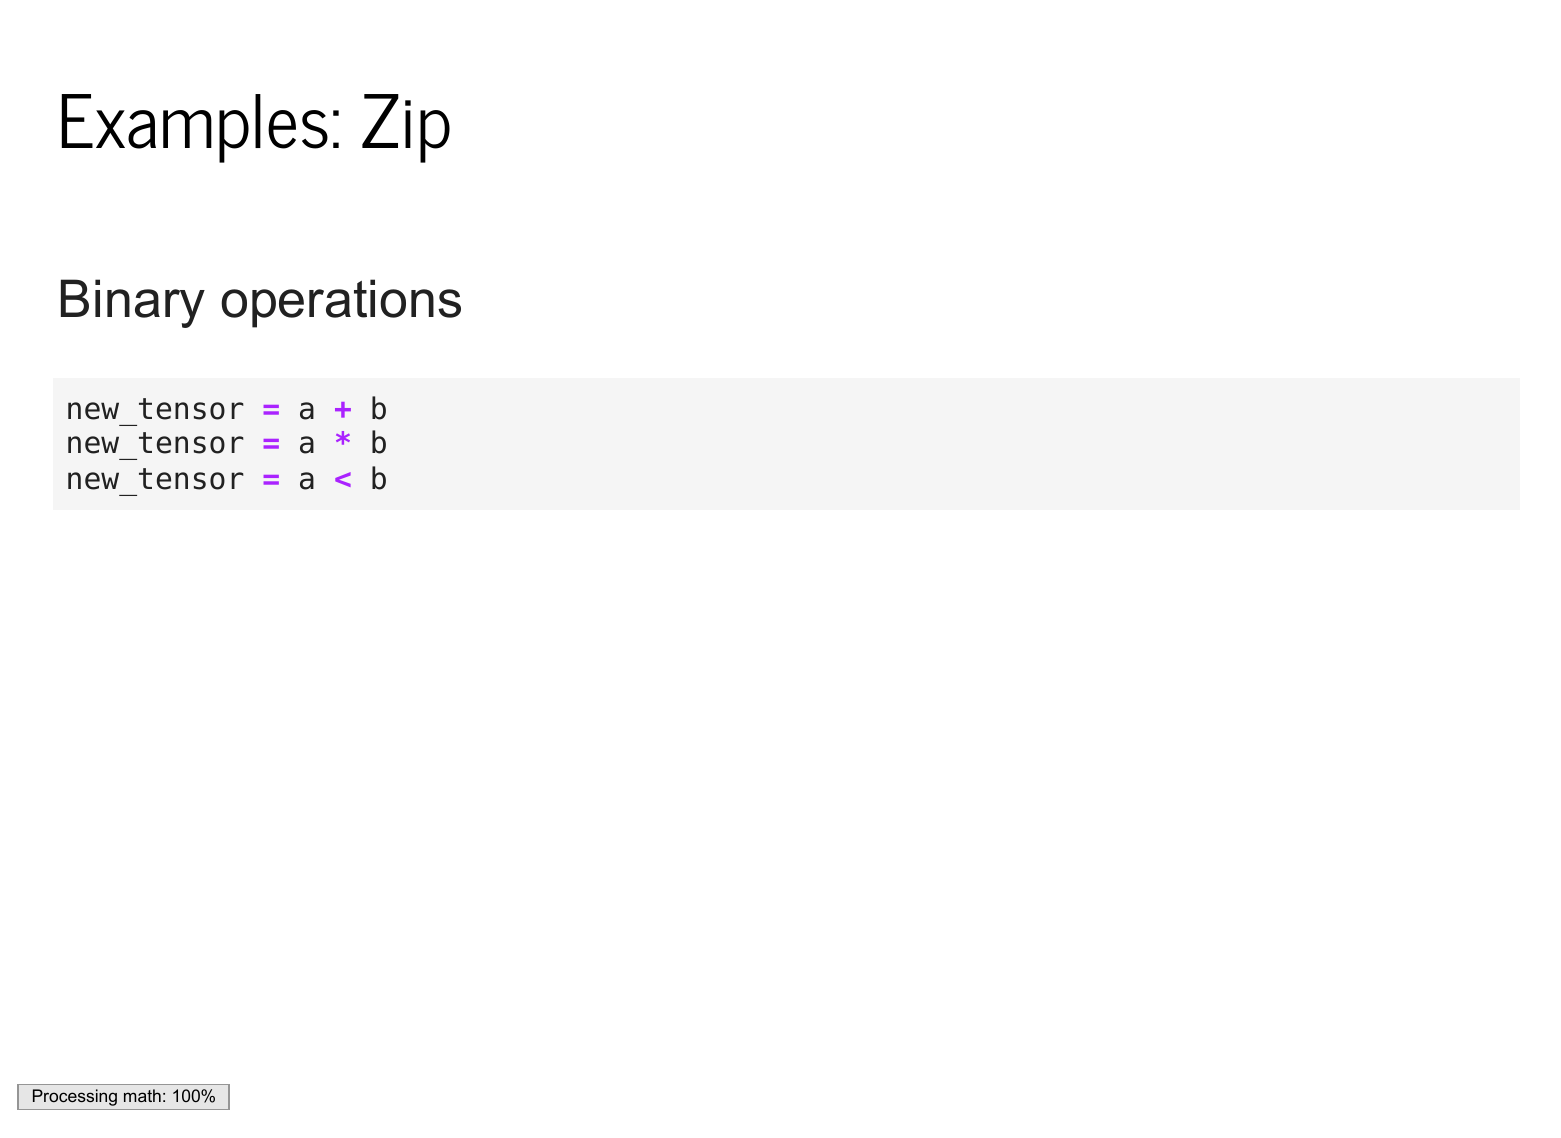 Examples: Zip
Binary operations
new_tensor = a + b
new_tensor = a * b
new_tensor = a < b
Processing math: 100%